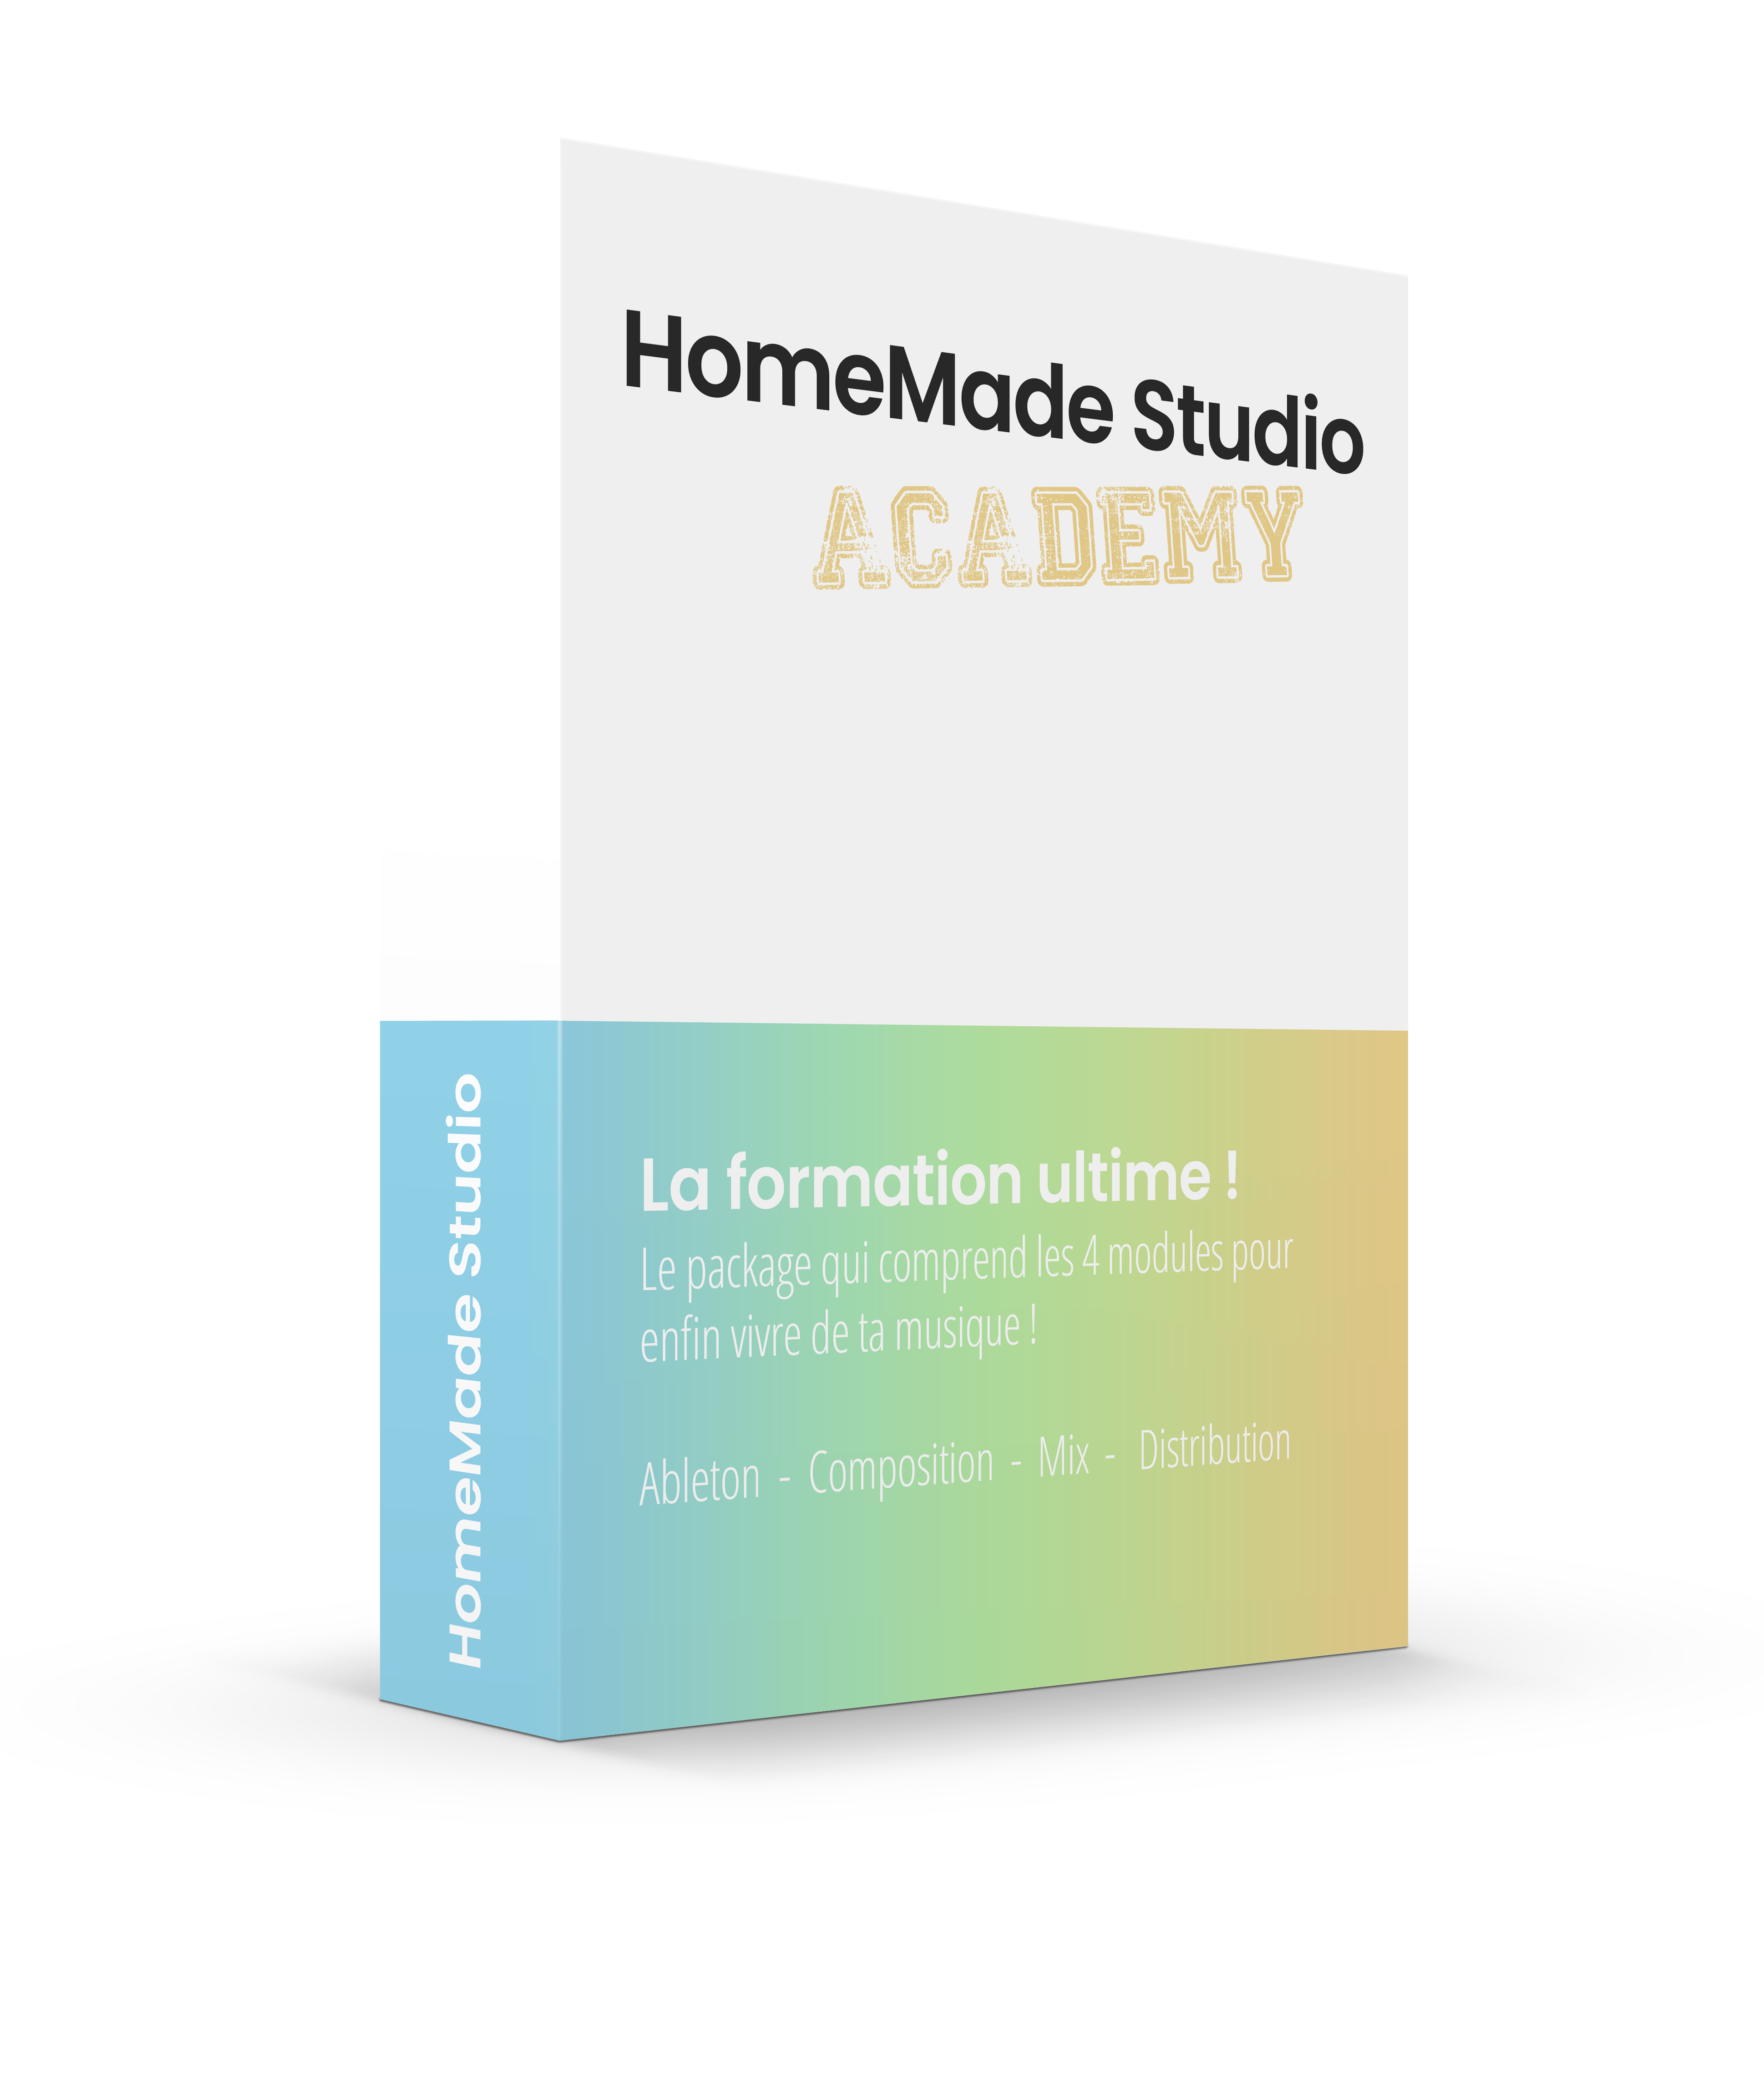 HomeMade Studio
ACADEMY
La formation ultime !
Le package qui comprend les 4 modules pour
enfin vivre de ta musique !
Ableton - Composition - Mix - Distribution
HomeMade Studio